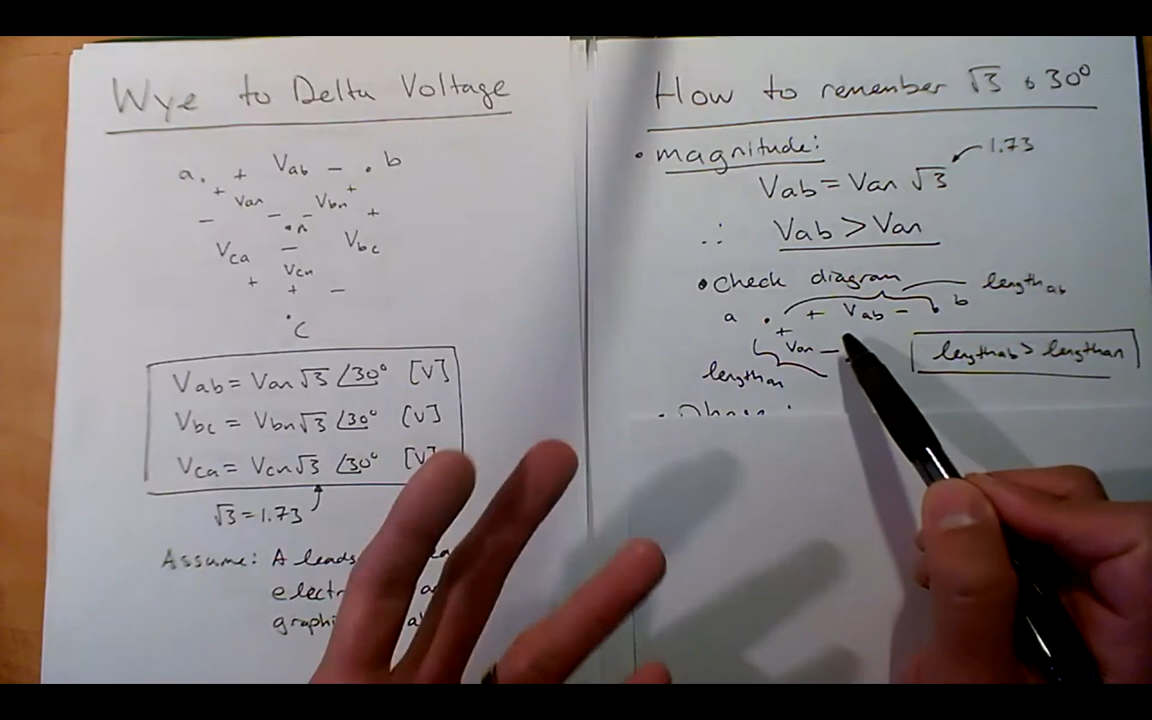 Wye to Delta Voltage
a. + Vab - . b
+ Van - - Vbn +
- . n +
Vca - Vbc
+ Vcn -
+
. C
Vab = Van √3 ∠30° [V]
Vbc = Vbn √3 ∠30° [V]
Vca = Vcn √3 ∠30° [V]
√3 = 1.73
Assume: A leads
electr
graphi
How to remember √3 & 30°
• magnitude:
Vab = Van √3 1.73
∴ Vab > Van
• Check diagram lengthab
a . + Vab - . b
+ Van -
lengthan
lengthab > lengthan